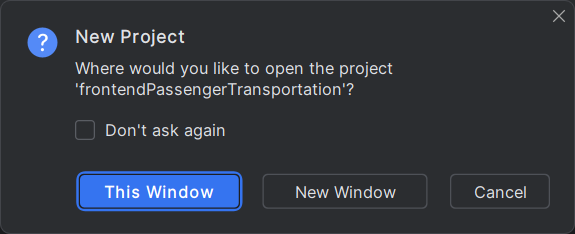 New Project
Where would you like to open the project
'frontendPassengerTransportation'?
Don't ask again
This Window
New Window
Cancel